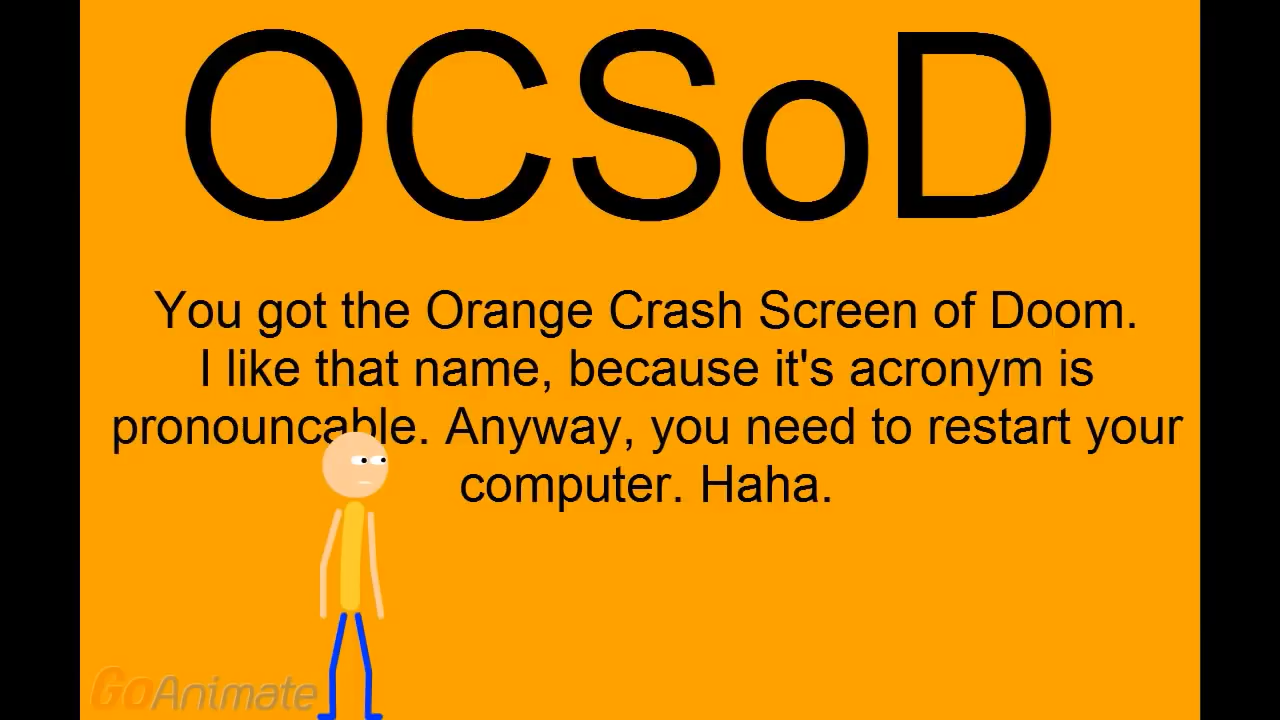 OCSoD
You got the Orange Crash Screen of Doom.
I like that name, because it's acronym is
pronouncable. Anyway, you need to restart your
computer. Haha.
GoAnimate